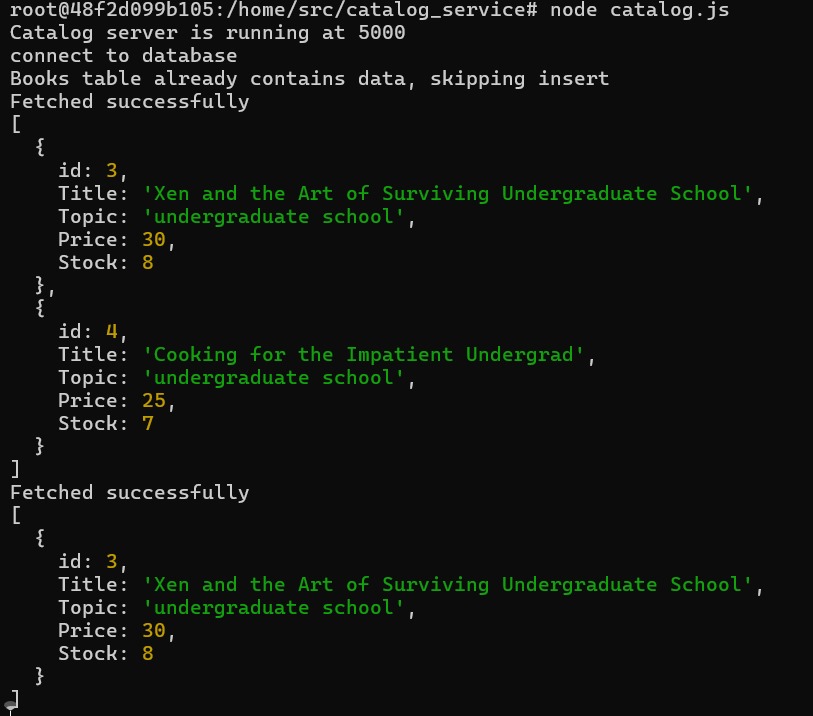 root@48f2d099b105:/home/src/catalog_service# node catalog.js
Catalog server is running at 5000
connect to database
Books table already contains data, skipping insert
Fetched successfully
[
  {
    id: 3,
    Title: 'Xen and the Art of Surviving Undergraduate School',
    Topic: 'undergraduate school',
    Price: 30,
    Stock: 8
  },
  {
    id: 4,
    Title: 'Cooking for the Impatient Undergrad',
    Topic: 'undergraduate school',
    Price: 25,
    Stock: 7
  }
]
Fetched successfully
[
  {
    id: 3,
    Title: 'Xen and the Art of Surviving Undergraduate School',
    Topic: 'undergraduate school',
    Price: 30,
    Stock: 8
  }
]